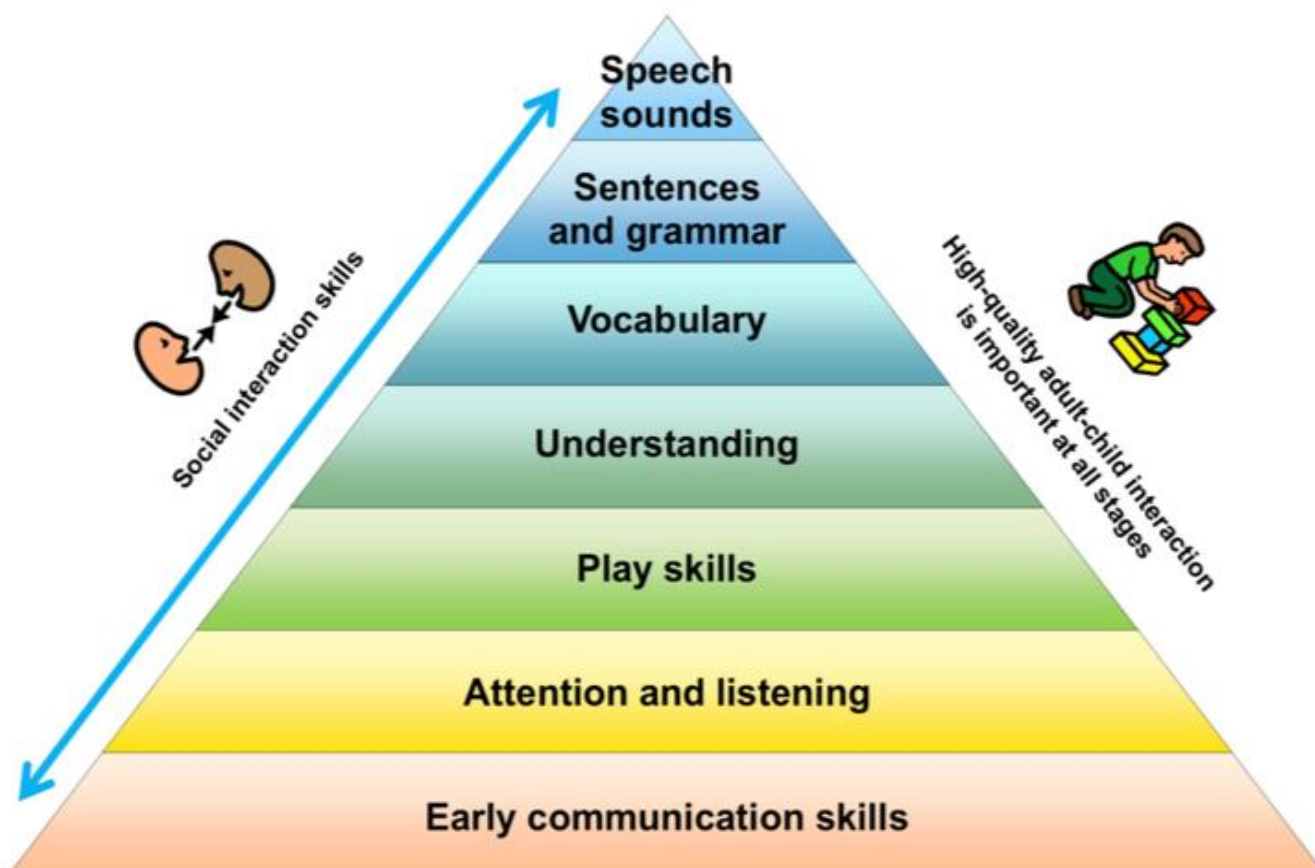 Speech
sounds
Sentences
and grammar
Vocabulary
Understanding
Play skills
Attention and listening
Early communication skills
Social interaction skills
High-quality adult-child interaction
is important at all stages